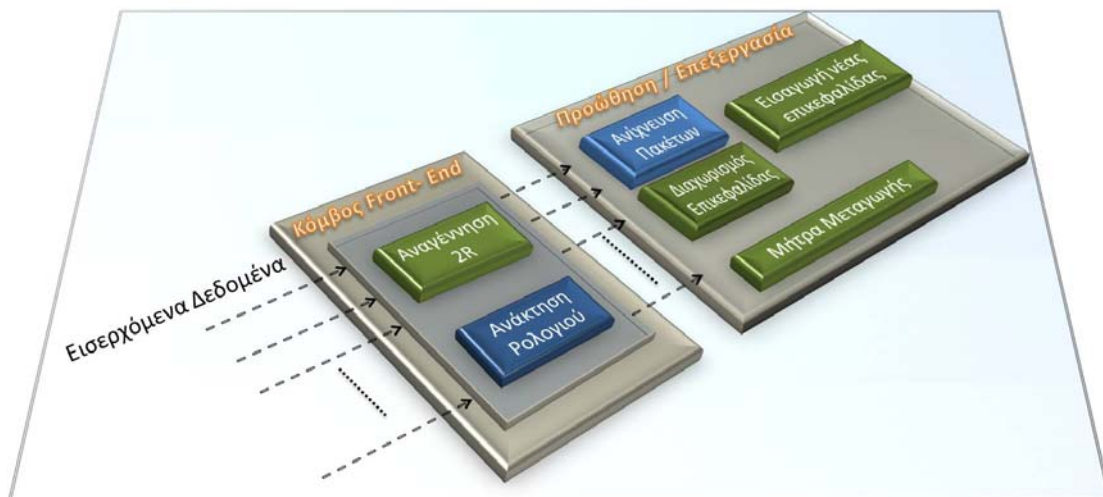 Εισερχόμενα Δεδομένα
Κόμβος Front- End
Αναγέννηση
2R
Ανάκτηση
Ρολογιού
Προώθηση / Επεξεργασία
Ανίχνευση
Πακέτων
Διαχωρισμός
Επικεφαλίδας
Εισαγωγή νέας
επικεφαλίδας
Μήτρα Μεταγωγής